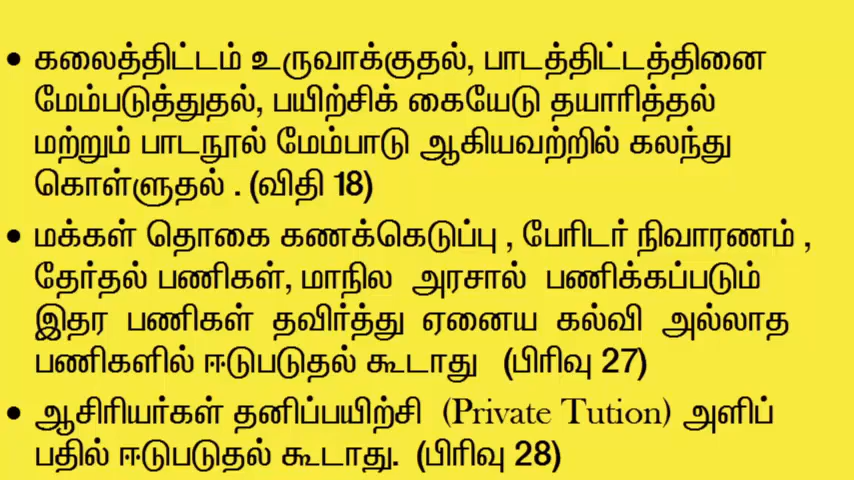 • கலைத்திட்டம் உருவாக்குதல், பாடத்திட்டத்தினை
மேம்படுத்துதல், பயிற்சிக் கையேடு தயாரித்தல்
மற்றும் பாடநூல் மேம்பாடு ஆகியவற்றில் கலந்து
கொள்ளுதல் . (விதி 18)
• மக்கள் தொகை கணக்கெடுப்பு , பேரிடர் நிவாரணம் ,
தேர்தல் பணிகள், மாநில அரசால் பணிக்கப்படும்
இதர பணிகள் தவிர்த்து ஏனைய கல்வி அல்லாத
பணிகளில் ஈடுபடுதல் கூடாது (பிரிவு 27)
• ஆசிரியர்கள் தனிப்பயிற்சி (Private Tution) அளிப்
பதில் ஈடுபடுதல் கூடாது. (பிரிவு 28)